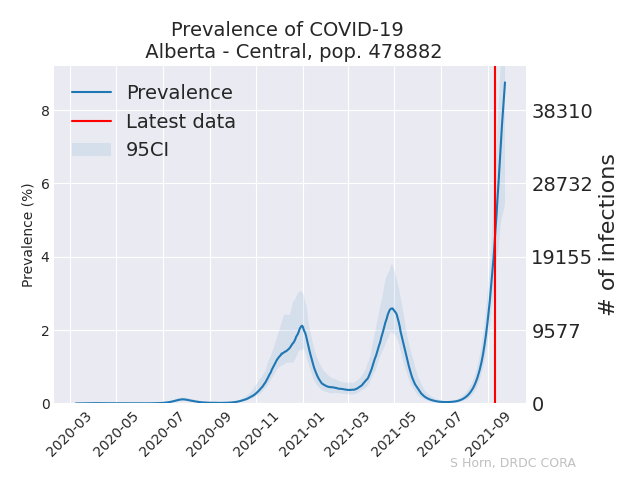 Prevalence of COVID-19
Alberta - Central, pop. 478882
Prevalence
Latest data
95CI
Prevalence (%)
8
6
4
2
0
38310
28732
19155
9577
0
# of infections
2020-03
2020-05
2020-07
2020-09
2020-11
2021-01
2021-03
2021-05
2021-07
2021-09
S Horn, DRDC CORA